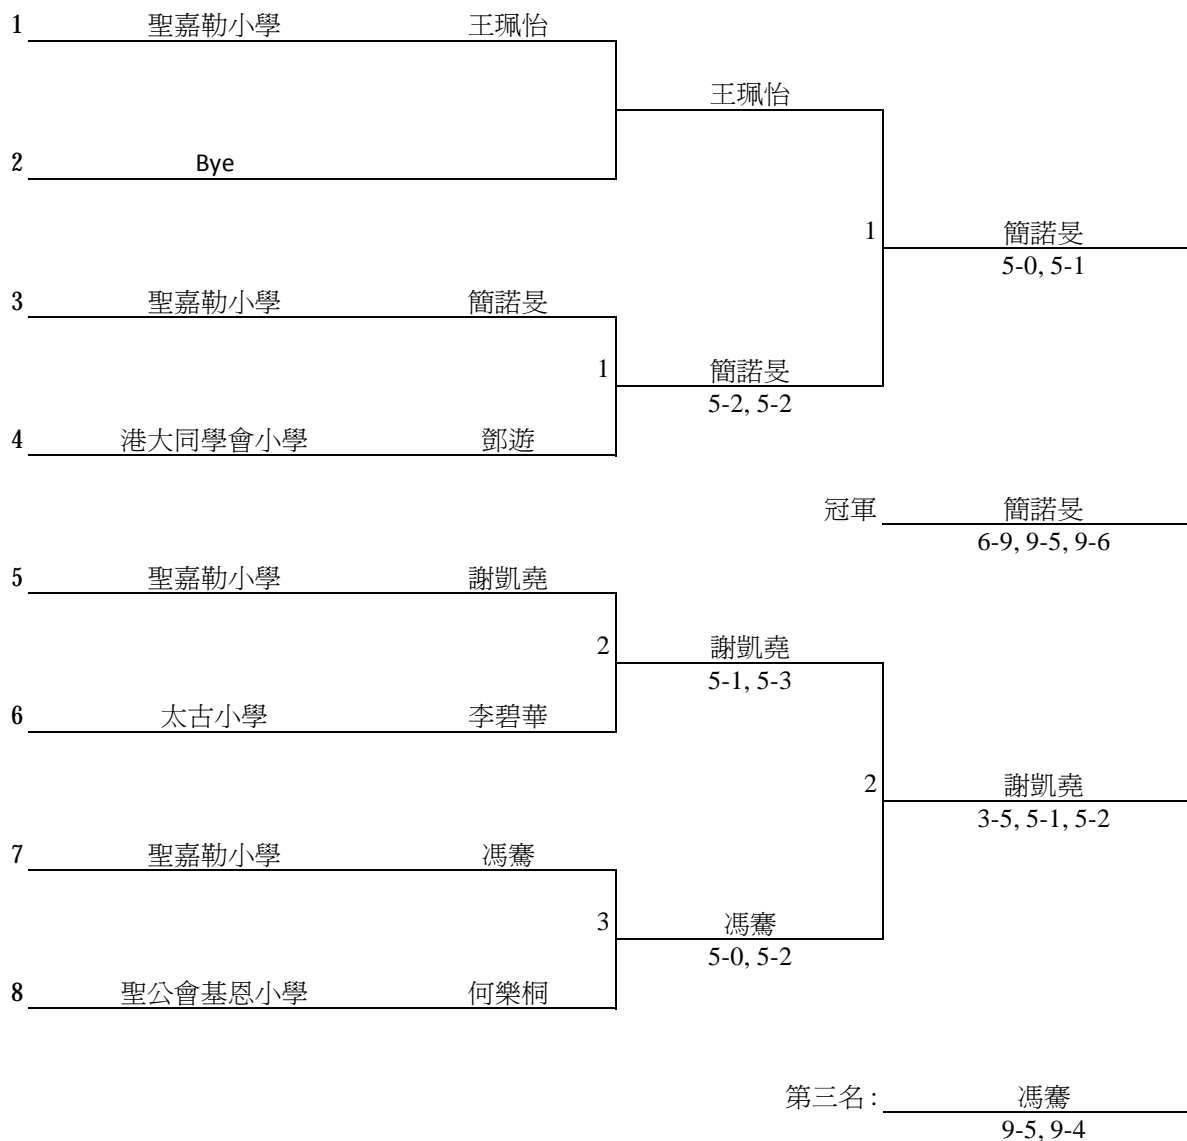 1 聖嘉勒小學 王珮怡
王珮怡
2 Bye
1 簡諾旻
5-0, 5-1
3 聖嘉勒小學 簡諾旻
1 簡諾旻
5-2, 5-2
4 港大同學會小學 鄧遊
冠軍 簡諾旻
6-9, 9-5, 9-6
5 聖嘉勒小學 謝凱堯
2 謝凱堯
5-1, 5-3
6 太古小學 李碧華
2 謝凱堯
3-5, 5-1, 5-2
7 聖嘉勒小學 馮騫
3 馮騫
5-0, 5-2
8 聖公會基恩小學 何樂桐
第三名 : 馮騫
9-5, 9-4